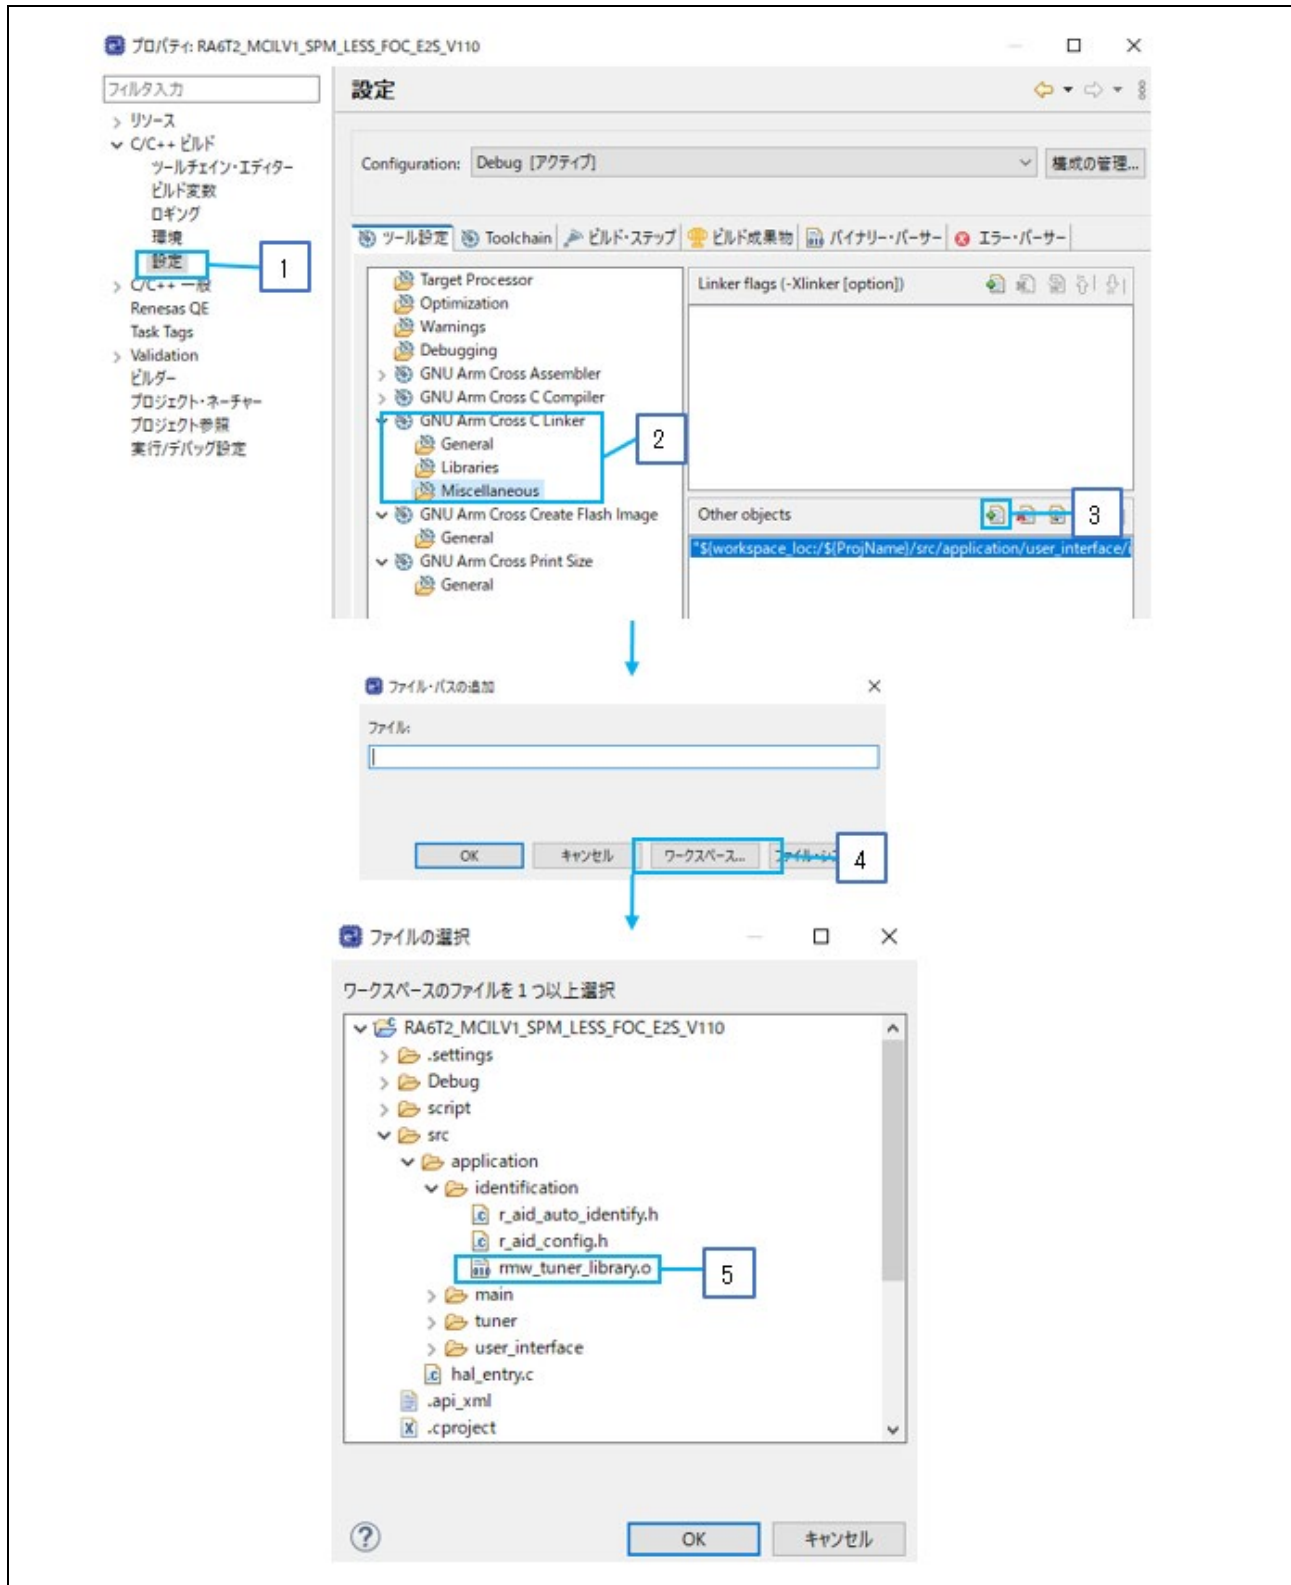 プロパティ: RA6T2_MCILV1_SPM_LESS_FOC_E2S_V110
フィルタ入力
設定
リソース
C/C++ ビルド
ツールチェイン・エディター
ビルド変数
ロギング
環境
設定
1
C/C++ 一般
Renesas QE
Task Tags
Validation
ビルダー
プロジェクト・ネーチャー
プロジェクト参照
実行/デバッグ設定
Configuration: Debug [アクティブ]
構成の管理...
ツール設定 Toolchain ビルド・ステップ ビルド成果物 バイナリー・パーサー エラー・パーサー
Target Processor
Optimization
Warnings
Debugging
GNU Arm Cross Assembler
GNU Arm Cross C Compiler
GNU Arm Cross C Linker
General
Libraries
Miscellaneous
2
GNU Arm Cross Create Flash Image
General
GNU Arm Cross Print Size
General
Linker flags (-Xlinker [option])
Other objects
3
"${workspace_loc:/${ProjName}/src/application/user_interface/
ファイル・パスの追加
ファイル:
OK キャンセル ワークスペース...
4
ファイルの選択
ワークスペースのファイルを 1 つ以上選択
RA6T2_MCILV1_SPM_LESS_FOC_E2S_V110
.settings
Debug
script
src
application
identification
r_aid_auto_identify.h
r_aid_config.h
rmw_tuner_library.o
5
main
tuner
user_interface
hal_entry.c
.api_xml
.cproject
OK キャンセル